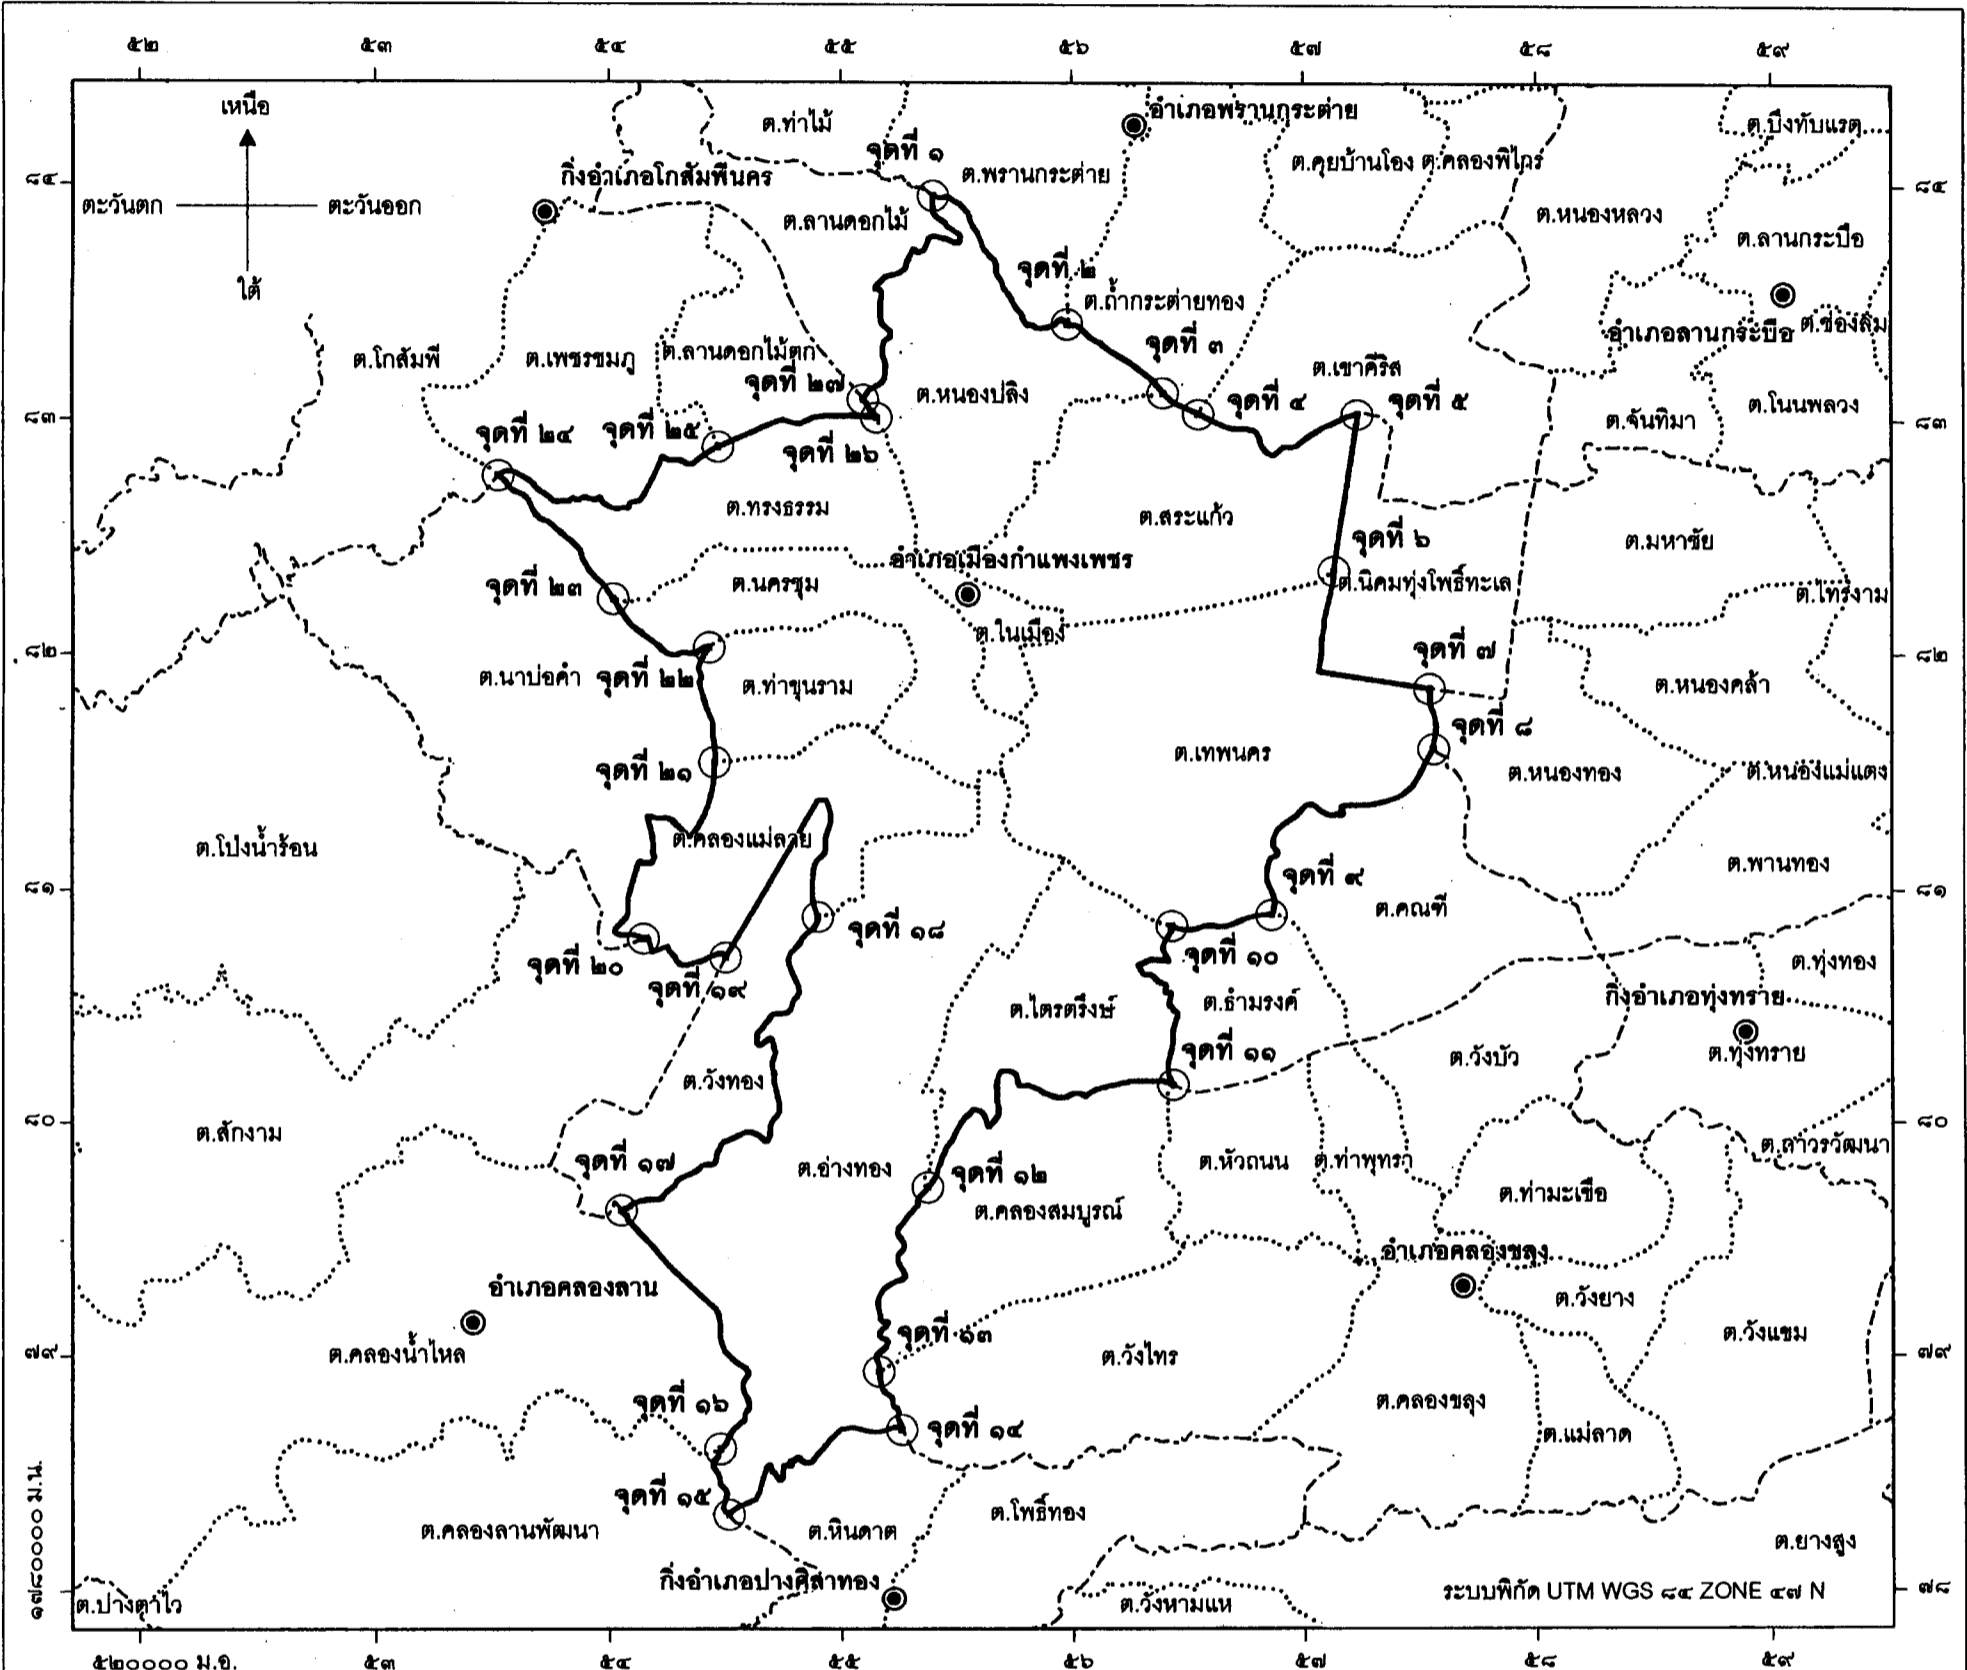 ๕๒ ๕๓ ๕๔ ๕๕ ๕๖ ๕๗ ๕๘ ๕๙
เหนือ
ตะวันตก
ตะวันออก
ใต้
ต.ท่าไม้
อำเภอพรานกระต่าย
ต.บึงทับแรต
จุดที่ ๑
ต.พรานกระต่าย
ต.คุยบ้านโอง
ต.คลองพิไกร
๘๔
กิ่งอำเภอโกสัมพีนคร
๘๔
ต.ลานดอกไม้
ต.หนองหลวง
ต.ลานกระบือ
จุดที่ ๒
ต.ถ้ำกระต่ายทอง
อำเภอลานกระบือ
ต.ช่องลม
จุดที่ ๓
ต.โกสัมพี
ต.เพชรชมภู
ต.ลานดอกไม้ตก
ต.เขาคีริส
จุดที่ ๒๗
ต.หนองปลิง
จุดที่ ๔
จุดที่ ๕
๘๓
ต.จันทิมา
ต.โนนพลวง
๘๓
จุดที่ ๒๔
จุดที่ ๒๕
จุดที่ ๒๖
ต.ทรงธรรม
ต.สระแก้ว
จุดที่ ๖
ต.มหาชัย
อำเภอเมืองกำแพงเพชร
จุดที่ ๒๓
ต.นครชุม
ต.นิคมทุ่งโพธิ์ทะเล
ต.ไทรงาม
ต.ในเมือง
๘๒
จุดที่ ๗
๘๒
ต.นาบ่อคำ
จุดที่ ๒๒
ต.ท่าขุนราม
ต.หนองคล้า
จุดที่ ๘
ต.เทพนคร
จุดที่ ๒๑
ต.หนองทอง
ต.หนองแม่แตง
ต.โป่งน้ำร้อน
ต.คลองแม่ลาย
ต.พานทอง
๘๑
จุดที่ ๙
๘๑
ต.คณฑี
จุดที่ ๑๘
จุดที่ ๒๐
จุดที่ ๑๙
จุดที่ ๑๐
ต.ทุ่งทอง
ต.ไตรตรึงษ์
ต.ธำมรงค์
กิ่งอำเภอทุ่งทราย
จุดที่ ๑๑
ต.วังบัว
ต.ทุ่งทราย
ต.วังทอง
๘๐
๘๐
ต.สักงาม
ต.ถาวรวัฒนา
จุดที่ ๑๗
ต.อ่างทอง
จุดที่ ๑๒
ต.หัวถนน
ต.ท่าพุทรา
ต.ท่ามะเขือ
ต.คลองสมบูรณ์
อำเภอคลองขลุง
อำเภอคลองลาน
ต.วังยาง
ต.วังแขม
๗๙
ต.คลองน้ำไหล
จุดที่ ๑๓
ต.วังไทร
๗๙
จุดที่ ๑๖
จุดที่ ๑๔
ต.คลองขลุง
ต.แม่ลาด
จุดที่ ๑๕
ต.คลองลานพัฒนา
ต.หินดาต
ต.โพธิ์ทอง
ต.ยางสูง
๑๗๘๐๐๐๐ ม.น.
กิ่งอำเภอปางศิลาทอง
ต.ปางตาไว
ต.วังหามแห
ระบบพิกัด UTM WGS ๘๔ ZONE ๔๗ N
๗๘
๕๒๐๐๐๐ ม.อ. ๕๓ ๕๔ ๕๕ ๕๖ ๕๗ ๕๘ ๕๙